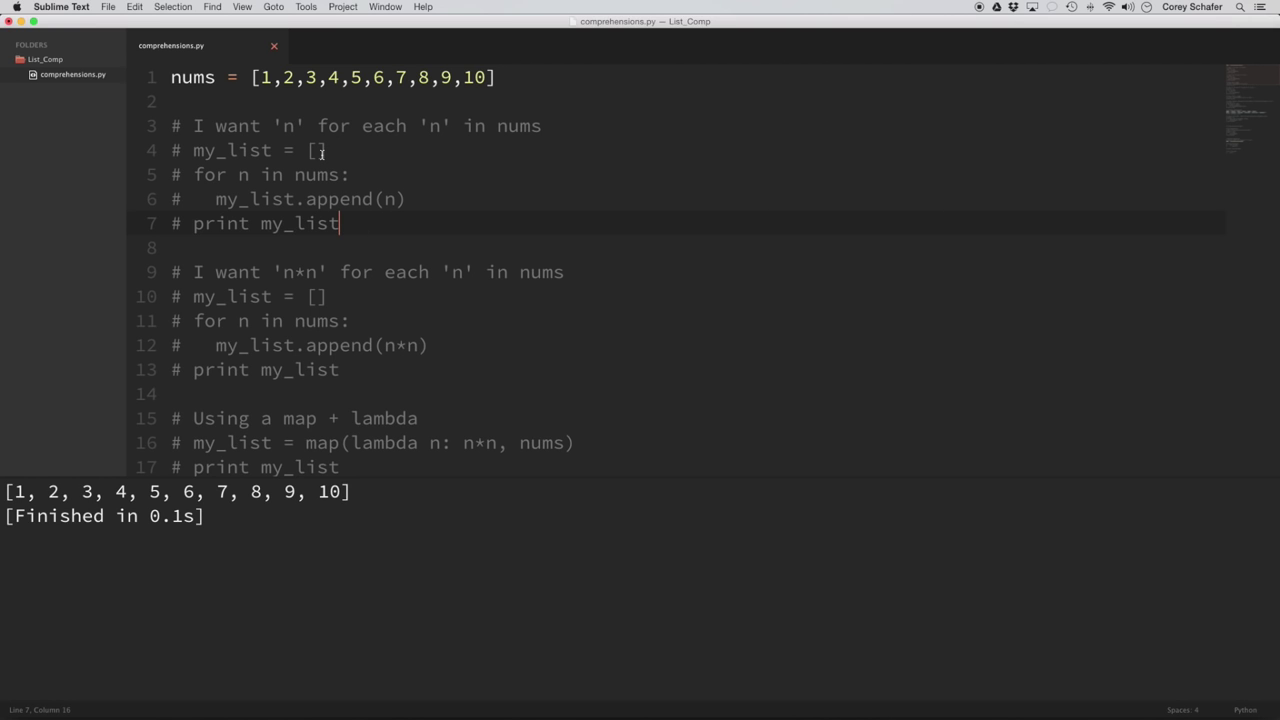 Sublime Text File Edit Selection Find View Goto Tools Project Window Help Corey Schafer
comprehensions.py — List_Comp
FOLDERS
List_Comp
comprehensions.py
comprehensions.py
1 nums = [1,2,3,4,5,6,7,8,9,10]
2
3 # I want 'n' for each 'n' in nums
4 # my_list = []
5 # for n in nums:
6 #   my_list.append(n)
7 # print my_list
8
9 # I want 'n*n' for each 'n' in nums
10 # my_list = []
11 # for n in nums:
12 #   my_list.append(n*n)
13 # print my_list
14
15 # Using a map + lambda
16 # my_list = map(lambda n: n*n, nums)
17 # print my_list
[1, 2, 3, 4, 5, 6, 7, 8, 9, 10]
[Finished in 0.1s]
Line 7, Column 16 Spaces: 4 Python